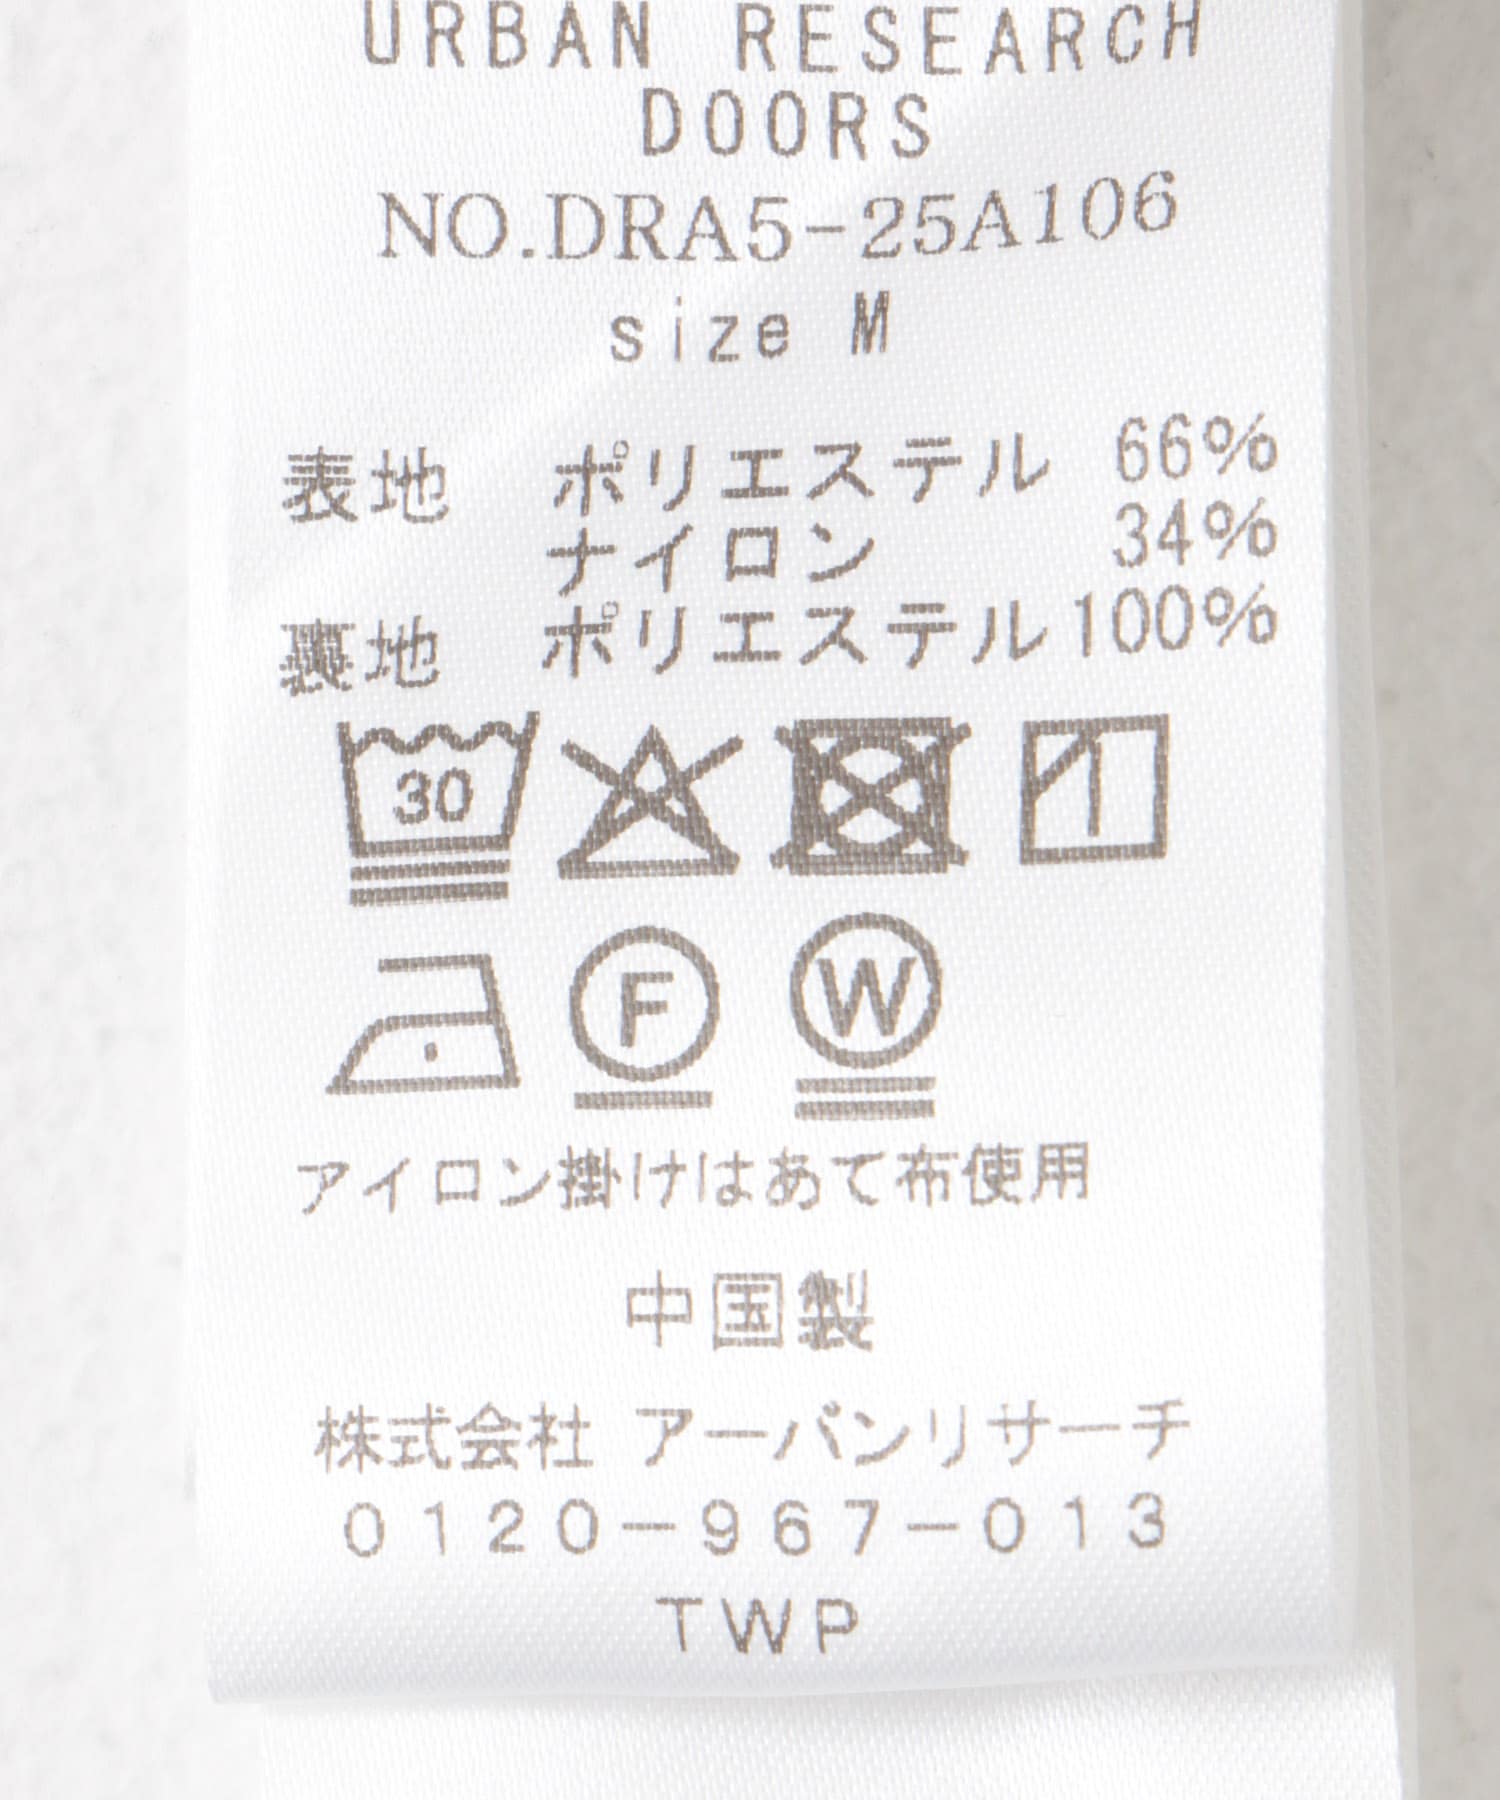 URBAN RESEARCH
DOORS
NO.DRA5-25A106
size M
表地 ポリエステル 66%
ナイロン 34%
裏地 ポリエステル100%
30
F W
アイロン掛けはあて布使用
中国製
株式会社 アーバンリサーチ
0120-967-013
TWP